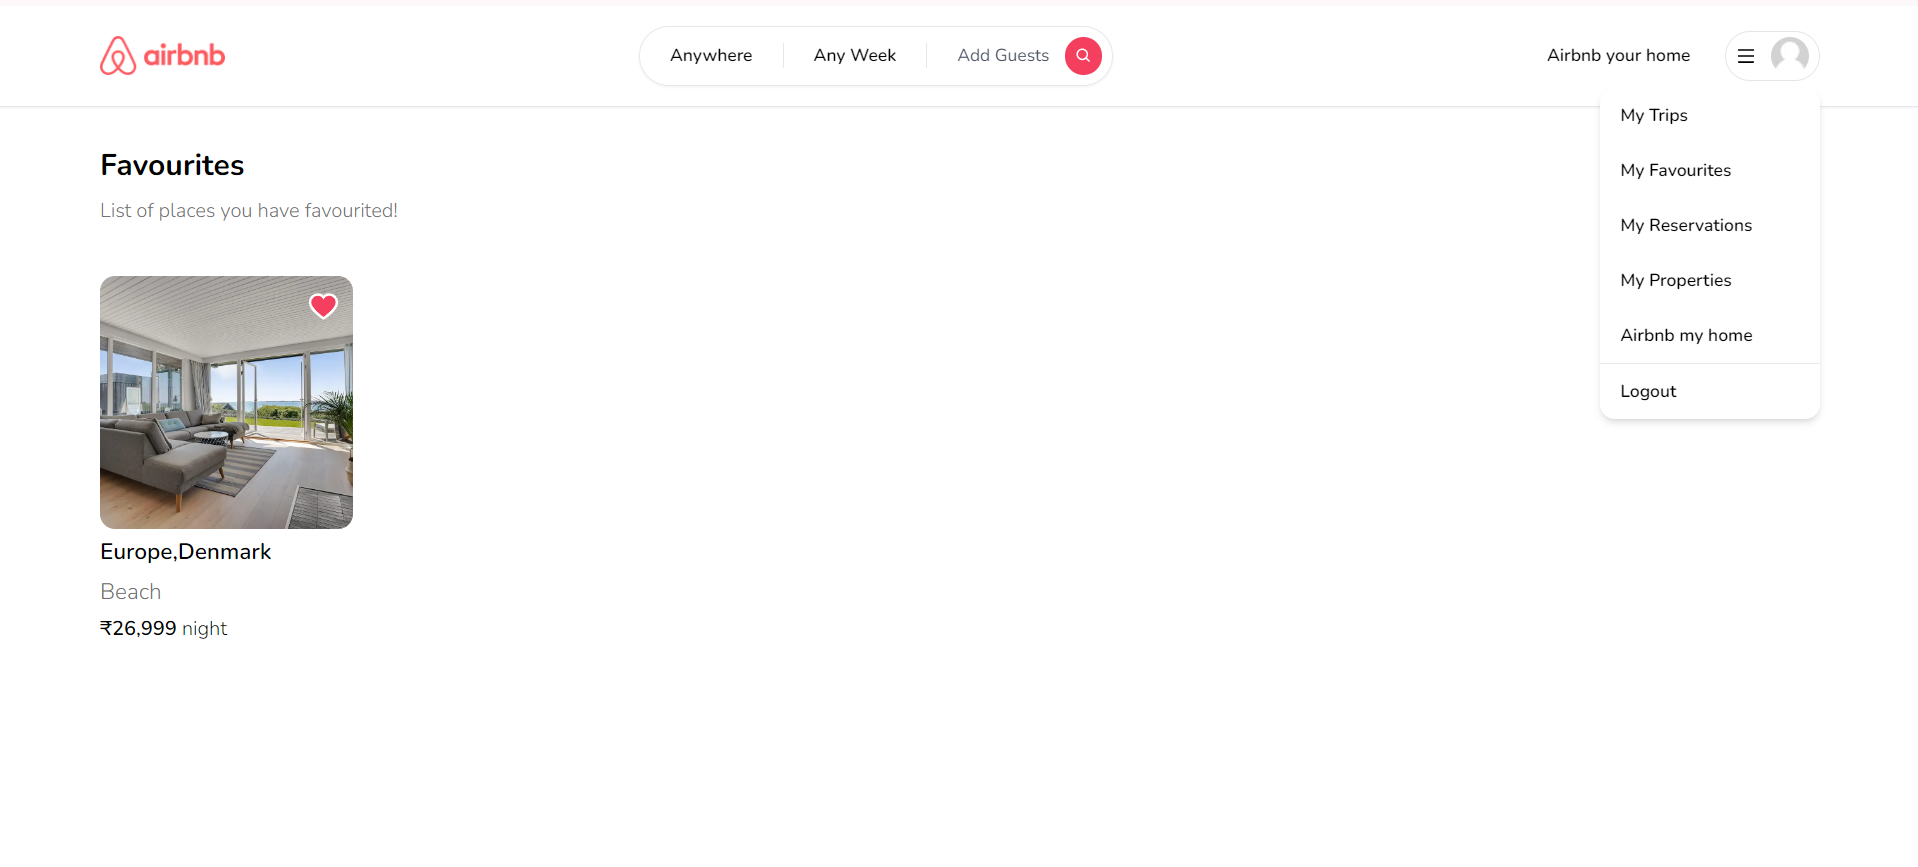 airbnb
Anywhere
Any Week
Add Guests
Airbnb your home
My Trips
My Favourites
My Reservations
My Properties
Airbnb my home
Logout
Favourites
List of places you have favourited!
Europe,Denmark
Beach
₹26,999 night